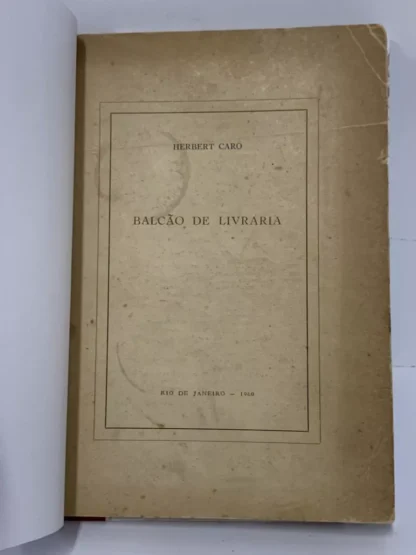 HERBERT CARO
BALCÃO DE LIVRARIA
RIO DE JANEIRO — 1960